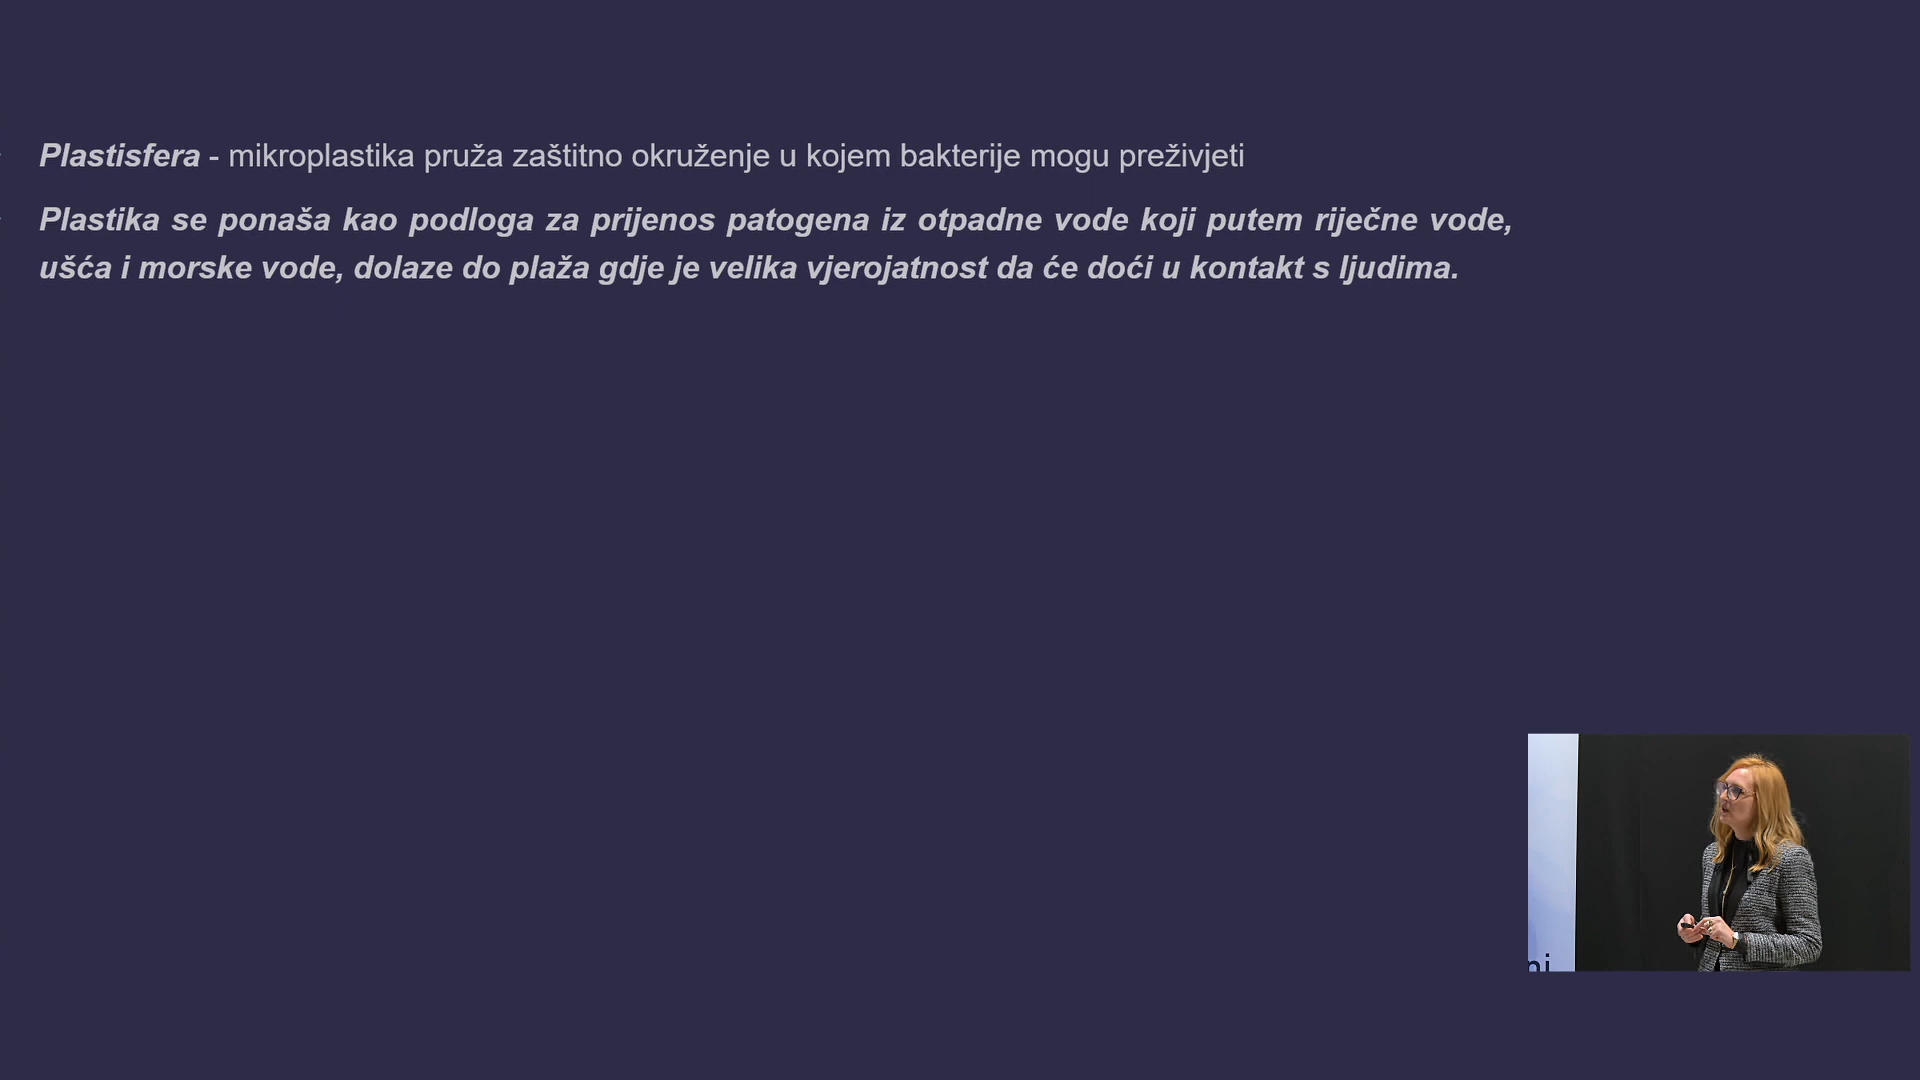 Plastisfera - mikroplastika pruža zaštitno okruženje u kojem bakterije mogu preživjeti
Plastika se ponaša kao podloga za prijenos patogena iz otpadne vode koji putem riječne vode,
ušća i morske vode, dolaze do plaža gdje je velika vjerojatnost da će doći u kontakt s ljudima.